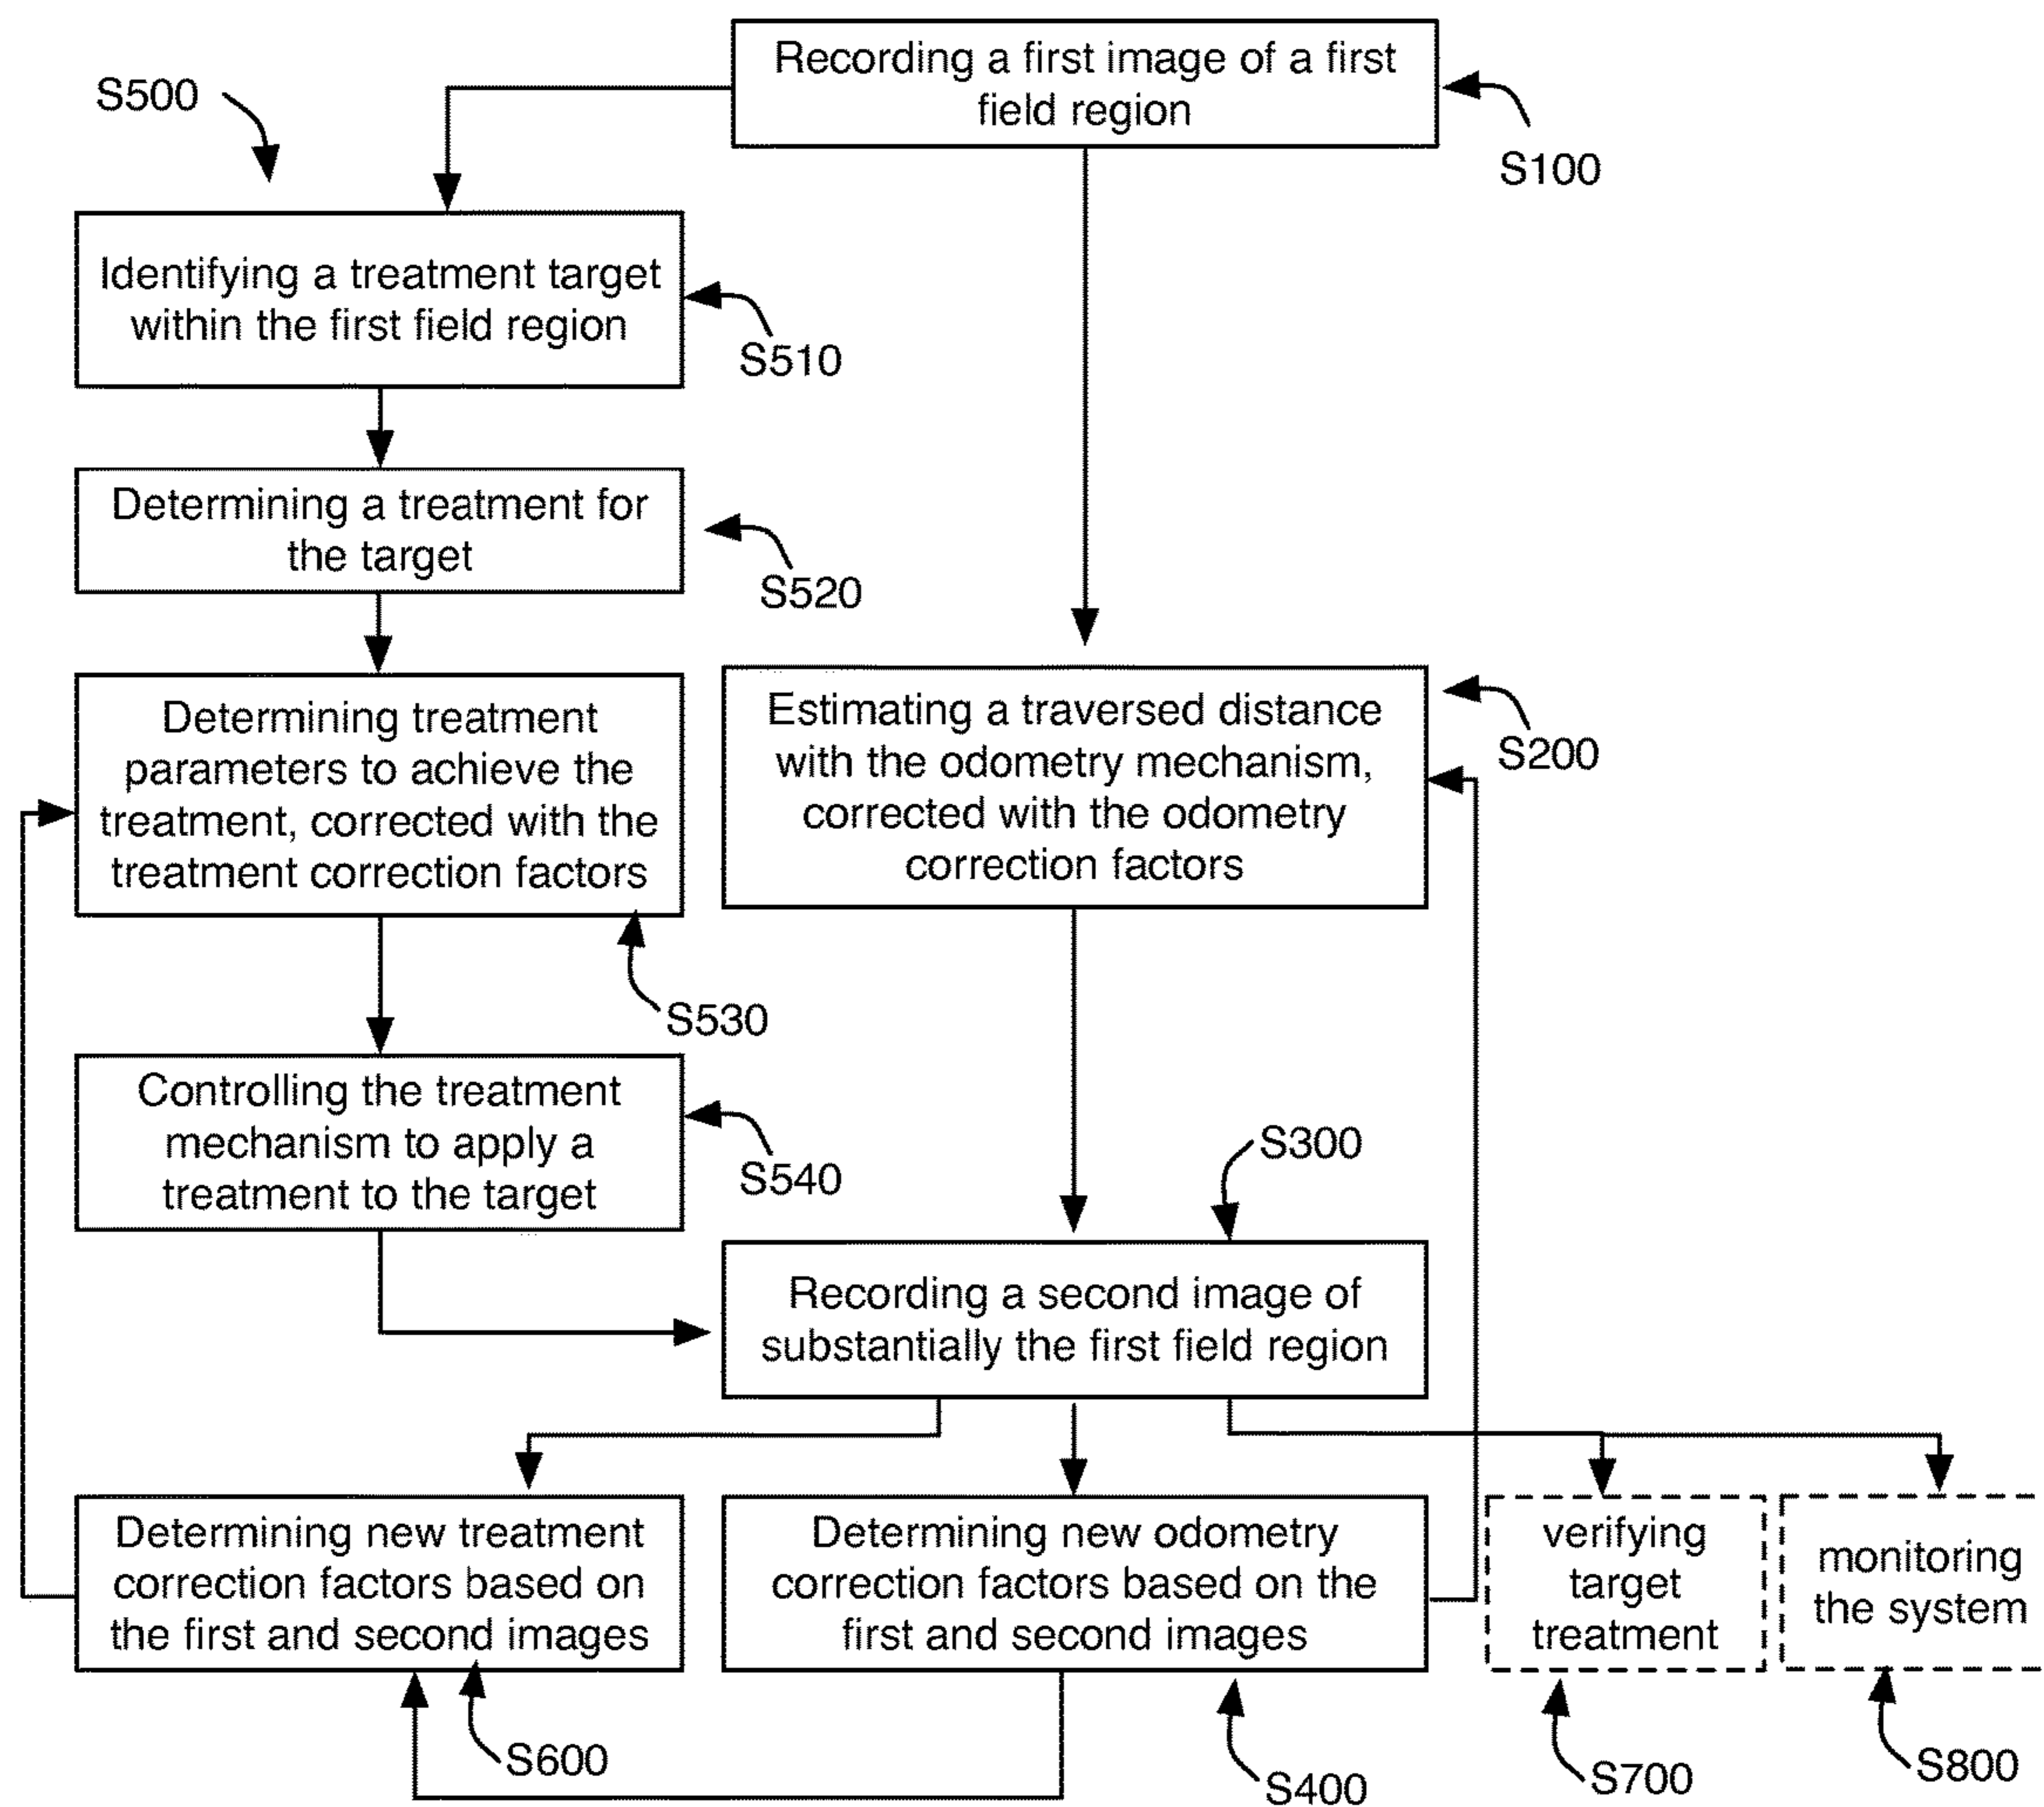 Recording a first image of a first
field region
S100
S500
Identifying a treatment target
within the first field region
S510
Determining a treatment for
the target
S520
Determining treatment
parameters to achieve the
treatment, corrected with the
treatment correction factors
S530
Estimating a traversed distance
with the odometry mechanism,
corrected with the odometry
correction factors
S200
Controlling the treatment
mechanism to apply a
treatment to the target
S540
S300
Recording a second image of
substantially the first field region
Determining new treatment
correction factors based on
the first and second images
S600
Determining new odometry
correction factors based on the
first and second images
S400
verifying
target
treatment
S700
monitoring
the system
S800